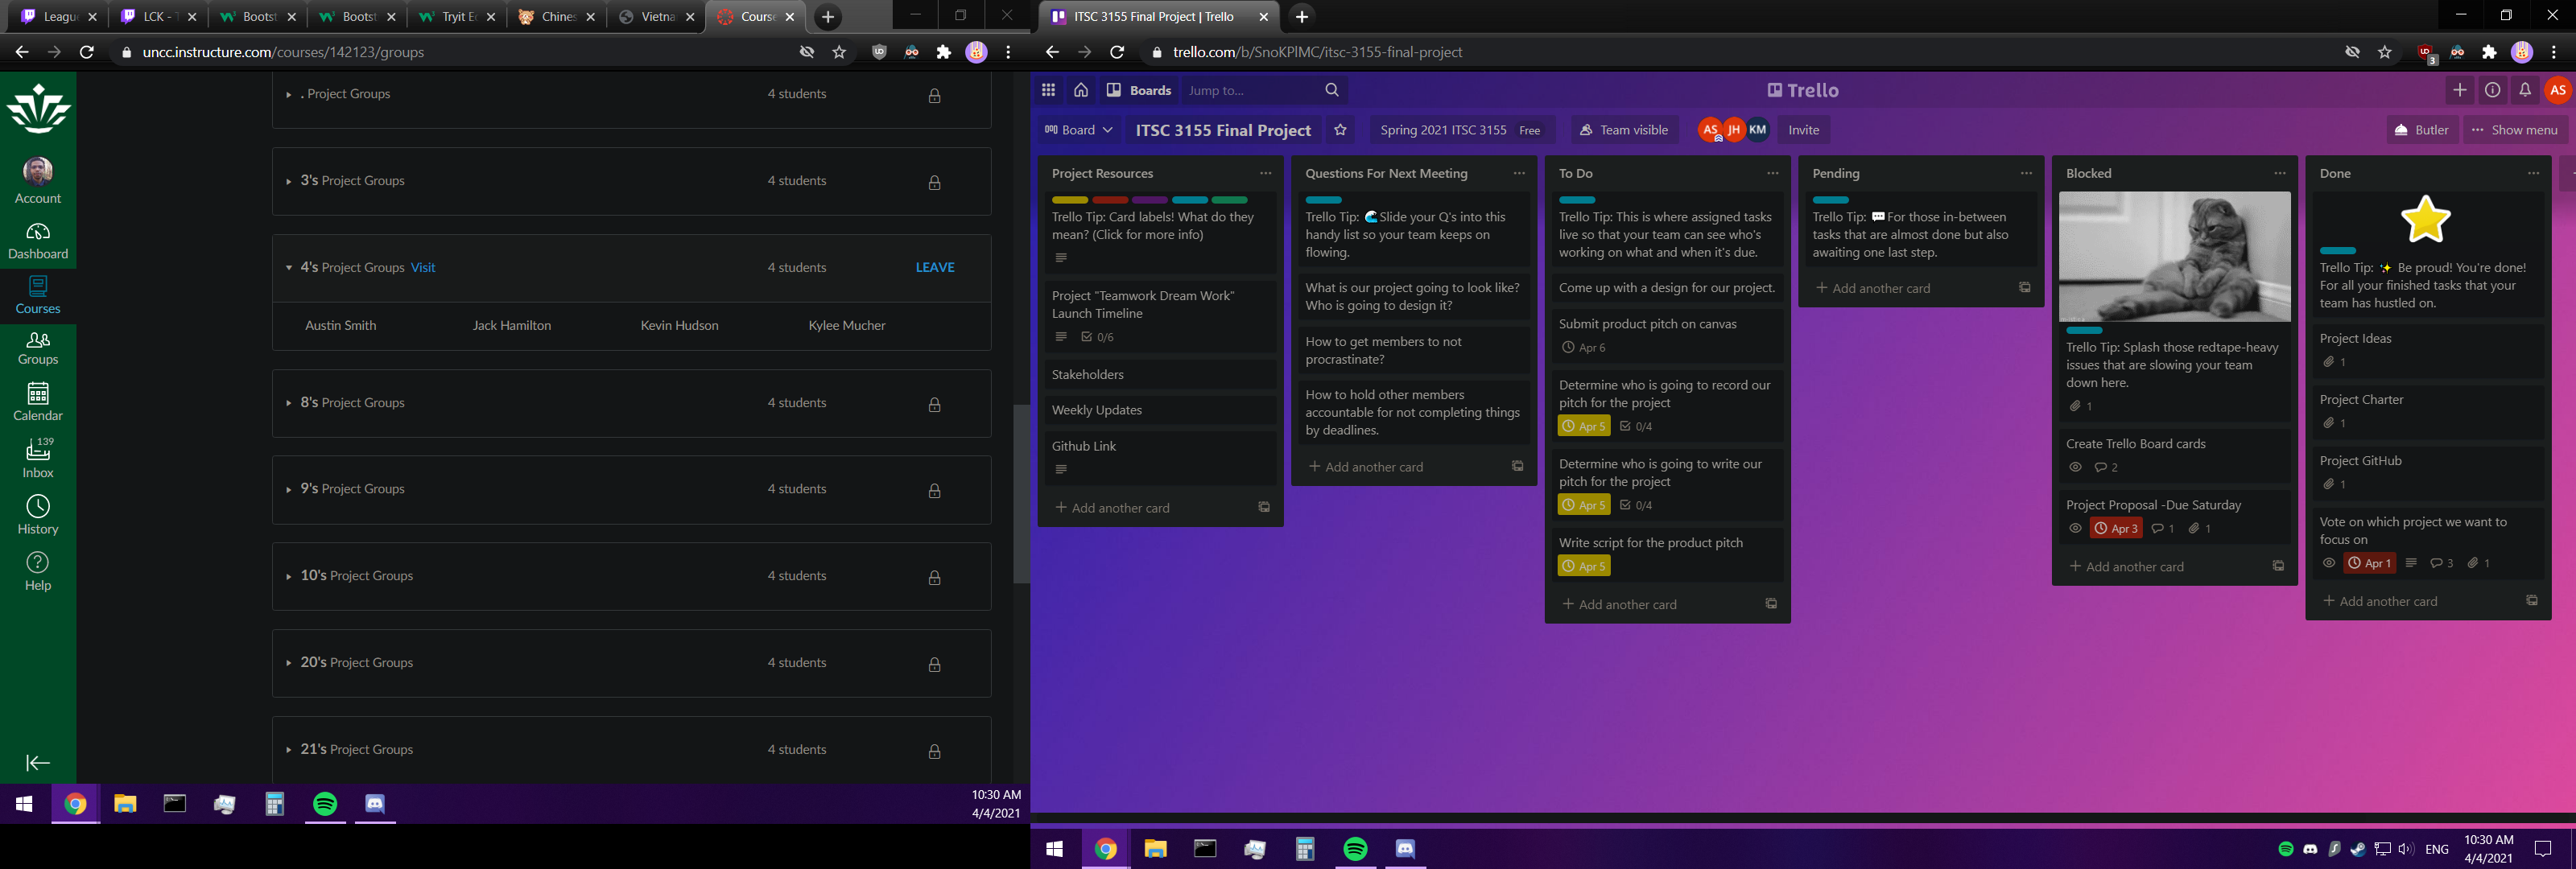 Leagu
LCK - T
Bootst
Bootst
Tryit Ec
Chines
Vietna
Course
uncc.instructure.com/courses/142123/groups
Account
Dashboard
Courses
Groups
Calendar
139
Inbox
History
Help
. Project Groups 4 students
3's Project Groups 4 students
4's Project Groups Visit 4 students LEAVE
Austin Smith Jack Hamilton Kevin Hudson Kylee Mucher
8's Project Groups 4 students
9's Project Groups 4 students
10's Project Groups 4 students
20's Project Groups 4 students
21's Project Groups 4 students
10:30 AM
4/4/2021
ITSC 3155 Final Project | Trello
trello.com/b/SnoKPlMC/itsc-3155-final-project
3
Boards Jump to... Trello AS
Board ITSC 3155 Final Project Spring 2021 ITSC 3155 Free Team visible AS JH KM Invite Butler Show menu
Project Resources
Trello Tip: Card labels! What do they
mean? (Click for more info)
Project "Teamwork Dream Work"
Launch Timeline
0/6
Stakeholders
Weekly Updates
Github Link
+ Add another card
Questions For Next Meeting
Trello Tip: 🌊Slide your Q's into this
handy list so your team keeps on
flowing.
What is our project going to look like?
Who is going to design it?
How to get members to not
procrastinate?
How to hold other members
accountable for not completing things
by deadlines.
+ Add another card
To Do
Trello Tip: This is where assigned tasks
live so that your team can see who's
working on what and when it's due.
Come up with a design for our project.
Submit product pitch on canvas
Apr 6
Determine who is going to record our
pitch for the project
Apr 5 0/4
Determine who is going to write our
pitch for the project
Apr 5 0/4
Write script for the product pitch
Apr 5
+ Add another card
Pending
Trello Tip: 💬For those in-between
tasks that are almost done but also
awaiting one last step.
+ Add another card
Blocked
Trello Tip: Splash those redtape-heavy
issues that are slowing your team
down here.
1
Create Trello Board cards
2
Project Proposal -Due Saturday
Apr 3 1 1
+ Add another card
Done
Trello Tip: ✨ Be proud! You're done!
For all your finished tasks that your
team has hustled on.
Project Ideas
1
Project Charter
1
Project GitHub
1
Vote on which project we want to
focus on
Apr 1 3 1
+ Add another card
ENG
10:30 AM
4/4/2021